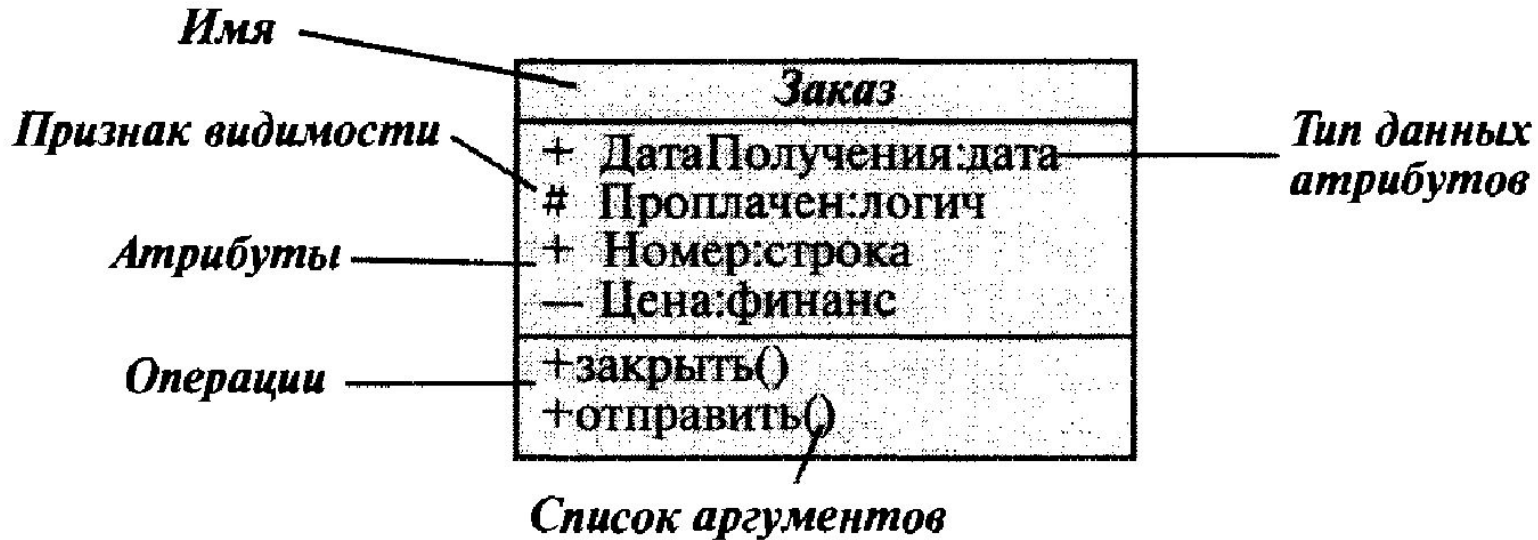 Имя
Заказ
Признак видимости
+ ДатаПолучения:дата
Тип данных
атрибутов
# Проплачен:логич
Атрибуты
+ Номер:строка
— Цена:финанс
Операции
+закрыть()
+отправить()
Список аргументов